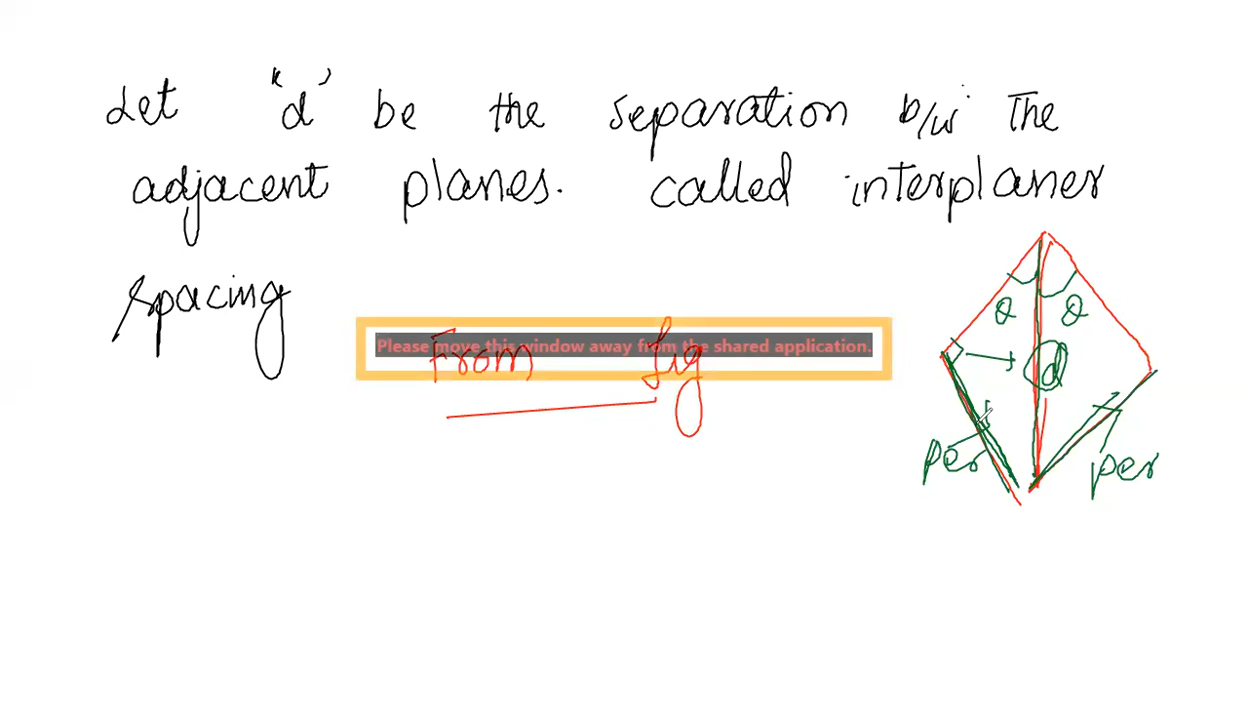 Let "d" be the separation b/w The
adjacent planes. called interplaner
spacing
Please move this window away from the shared application.
From fig
θ θ
d
per per